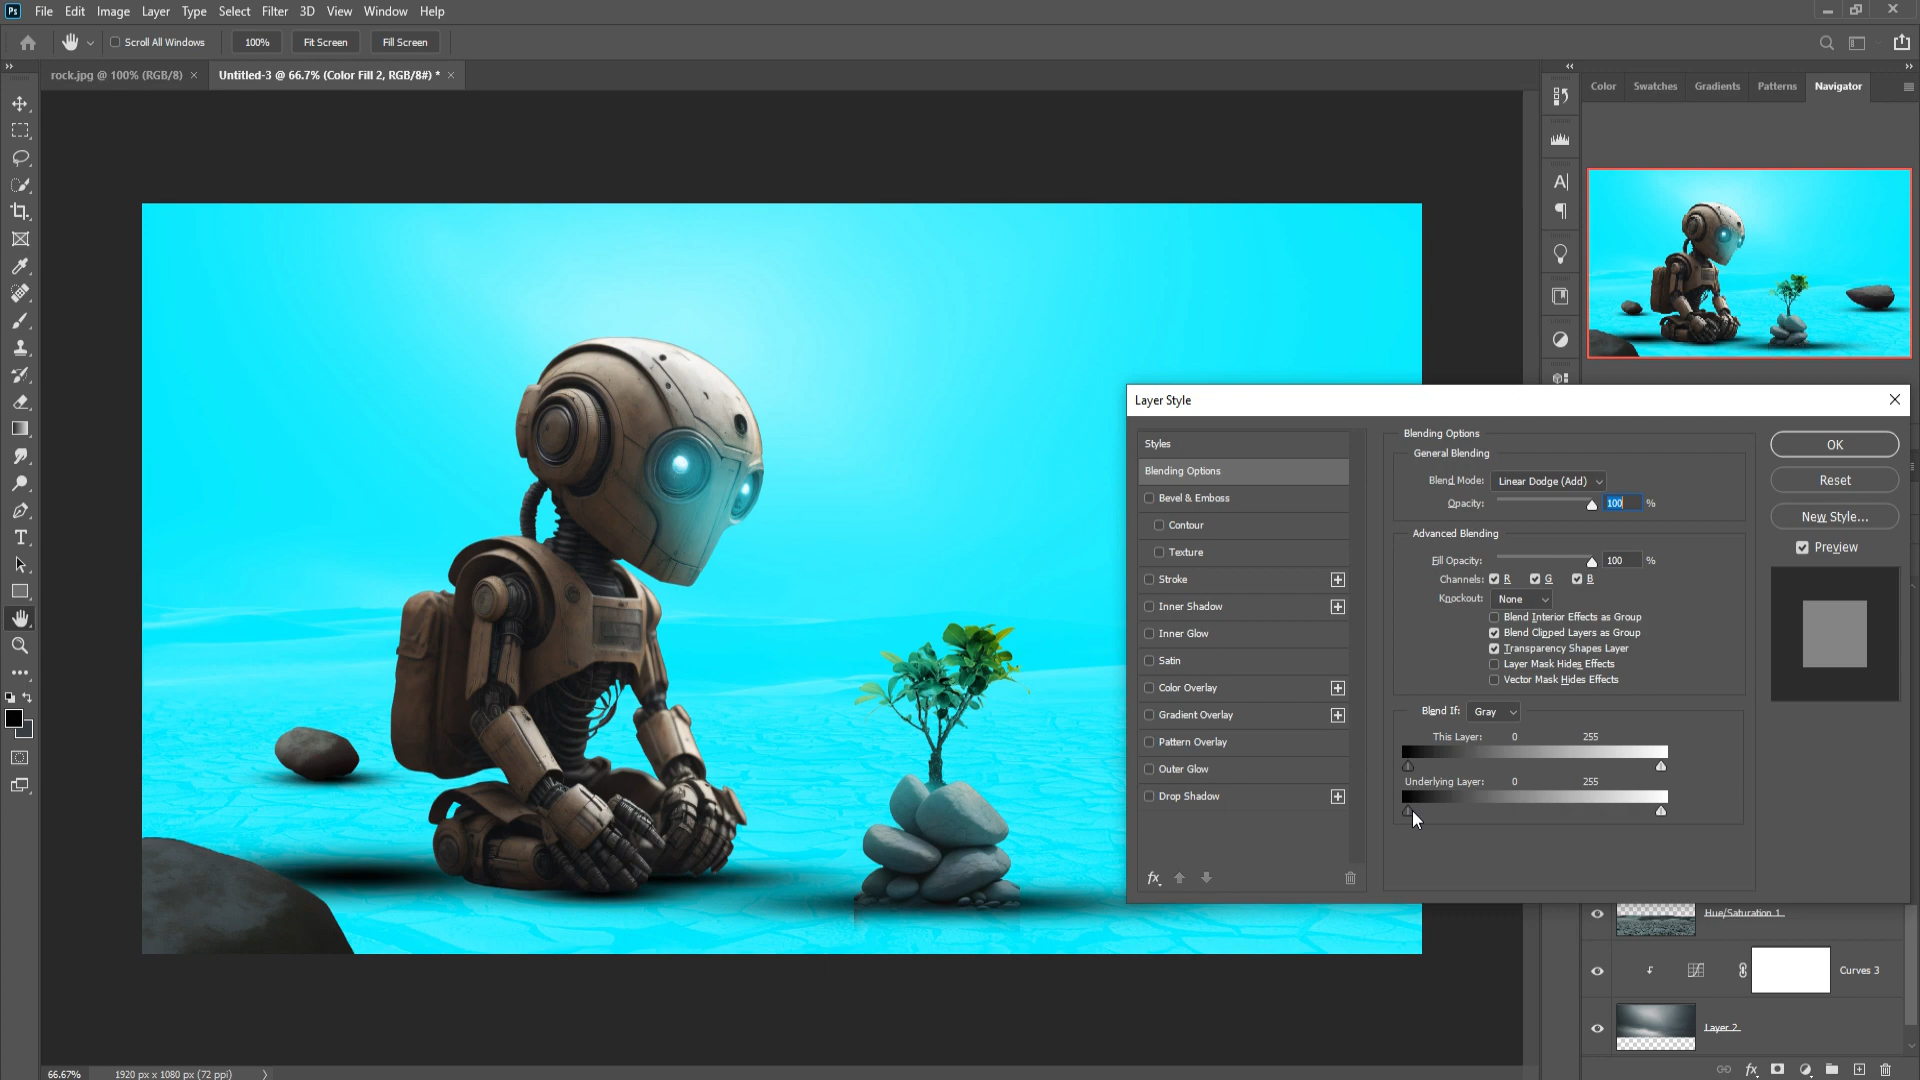 Ps File Edit Image Layer Type Select Filter 3D View Window Help
Scroll All Windows 100% Fit Screen Fill Screen
rock.jpg @ 100% (RGB/8) × Untitled-3 @ 66.7% (Color Fill 2, RGB/8#) * ×
Color Swatches Gradients Patterns Navigator
Layer Style
Styles
Blending Options
Bevel & Emboss
Contour
Texture
Stroke
Inner Shadow
Inner Glow
Satin
Color Overlay
Gradient Overlay
Pattern Overlay
Outer Glow
Drop Shadow
fx
Blending Options
General Blending
Blend Mode: Linear Dodge (Add)
Opacity: 100 %
Advanced Blending
Fill Opacity: 100 %
Channels: R G B
Knockout: None
Blend Interior Effects as Group
Blend Clipped Layers as Group
Transparency Shapes Layer
Layer Mask Hides Effects
Vector Mask Hides Effects
Blend If: Gray
This Layer: 0 255
Underlying Layer: 0 255
OK
Reset
New Style...
Preview
Hue/Saturation 1
Curves 3
Layer 2
fx
66.67% 1920 px x 1080 px (72 ppi)